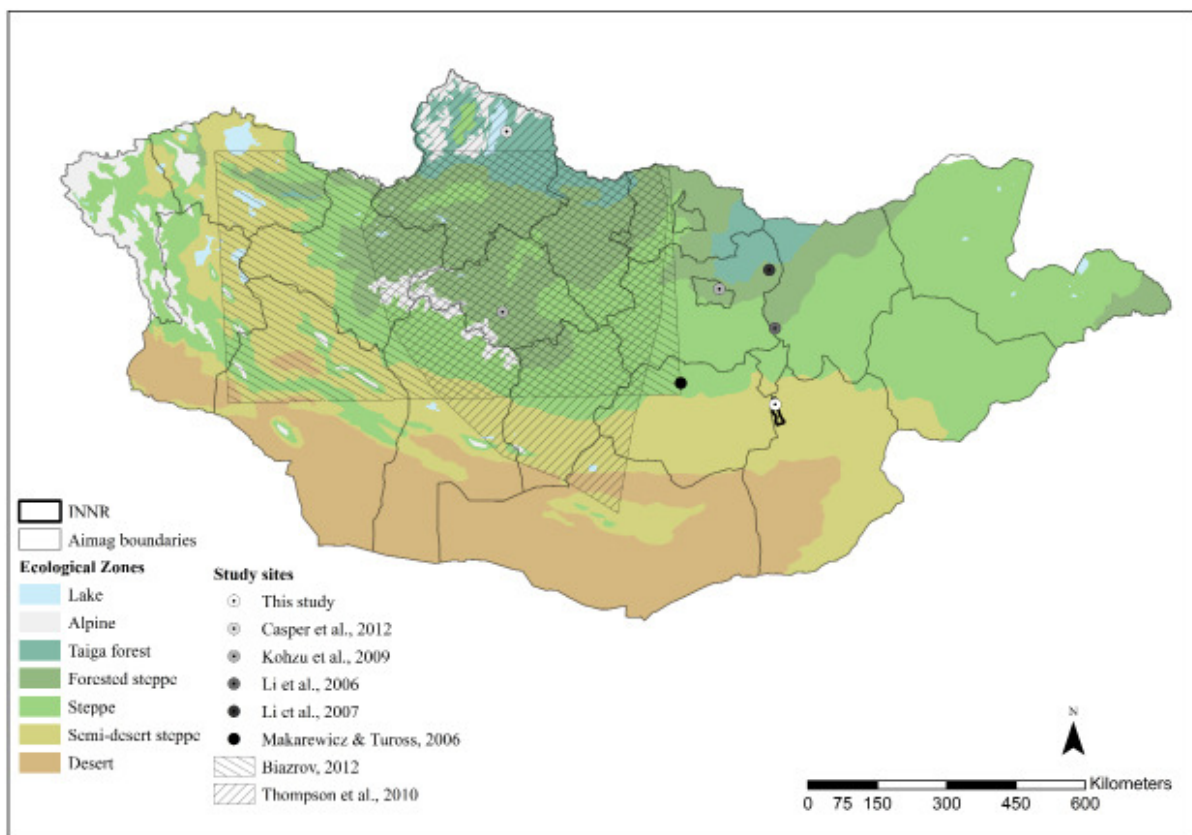 INNR
Aimag boundaries
Ecological Zones
Lake
Alpine
Taiga forest
Forested steppe
Steppe
Semi-desert steppe
Desert
Study sites
This study
Casper et al., 2012
Kohzu et al., 2009
Li et al., 2006
Li et al., 2007
Makarewicz & Tuross, 2006
Biazrov, 2012
Thompson et al., 2010
N
Kilometers
0 75 150 300 450 600